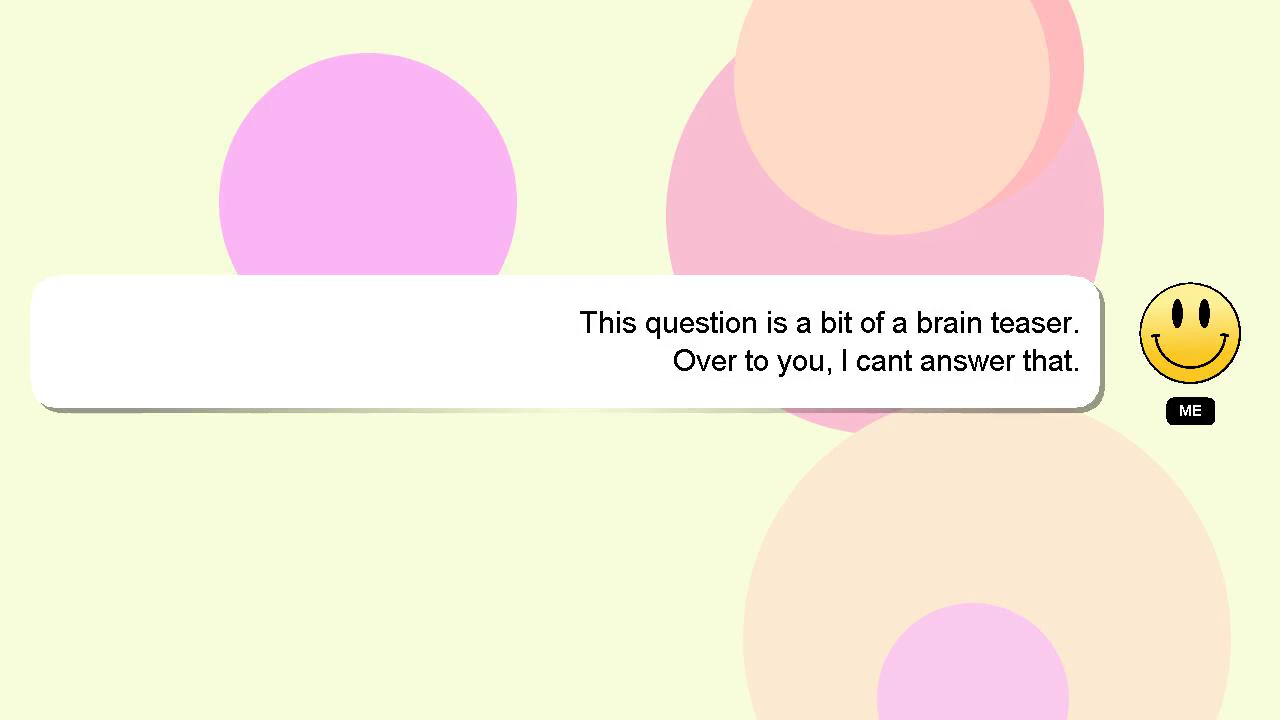 This question is a bit of a brain teaser.
Over to you, I cant answer that.
ME